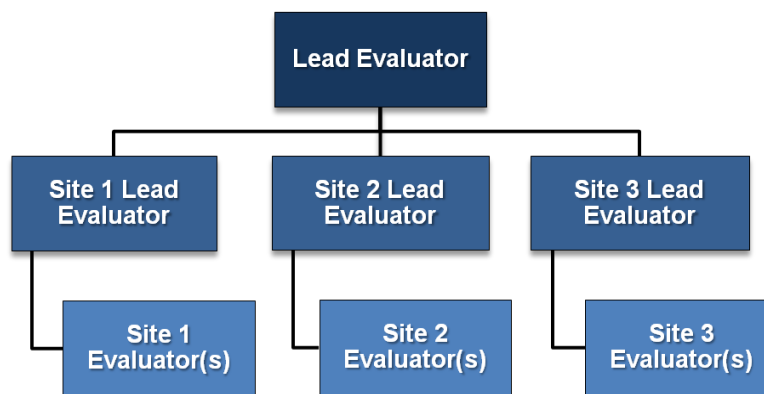 Lead Evaluator
Site 1 Lead
Evaluator
Site 2 Lead
Evaluator
Site 3 Lead
Evaluator
Site 1
Evaluator(s)
Site 2
Evaluator(s)
Site 3
Evaluator(s)